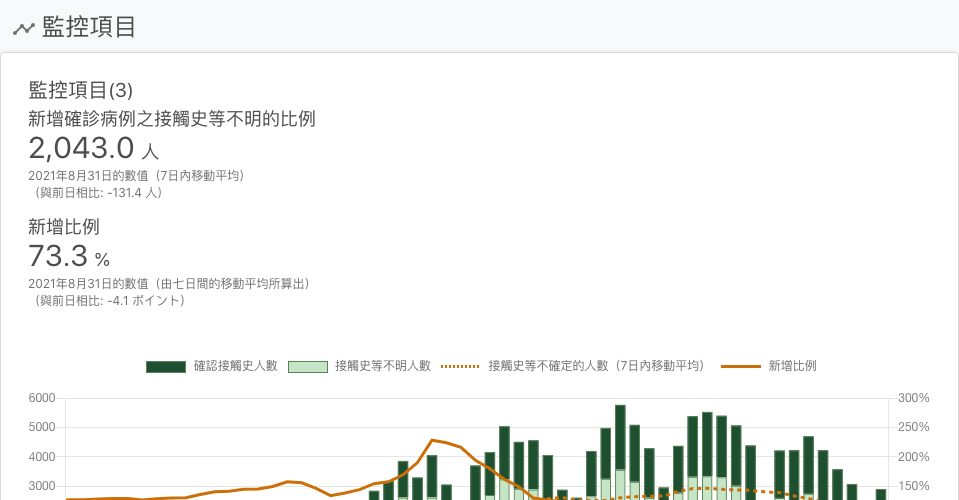 監控項目
監控項目(3)
新增確診病例之接觸史等不明的比例
2,043.0 人
2021年8月31日的數值（7日內移動平均）
（與前日相比: -131.4 人）
新增比例
73.3 %
2021年8月31日的數值（由七日間的移動平均所算出）
（與前日相比: -4.1 ポイント）
確認接觸史人數 接觸史等不明人數 接觸史等不確定的人數（7日內移動平均） 新增比例
6000 300%
5000 250%
4000 200%
3000 150%